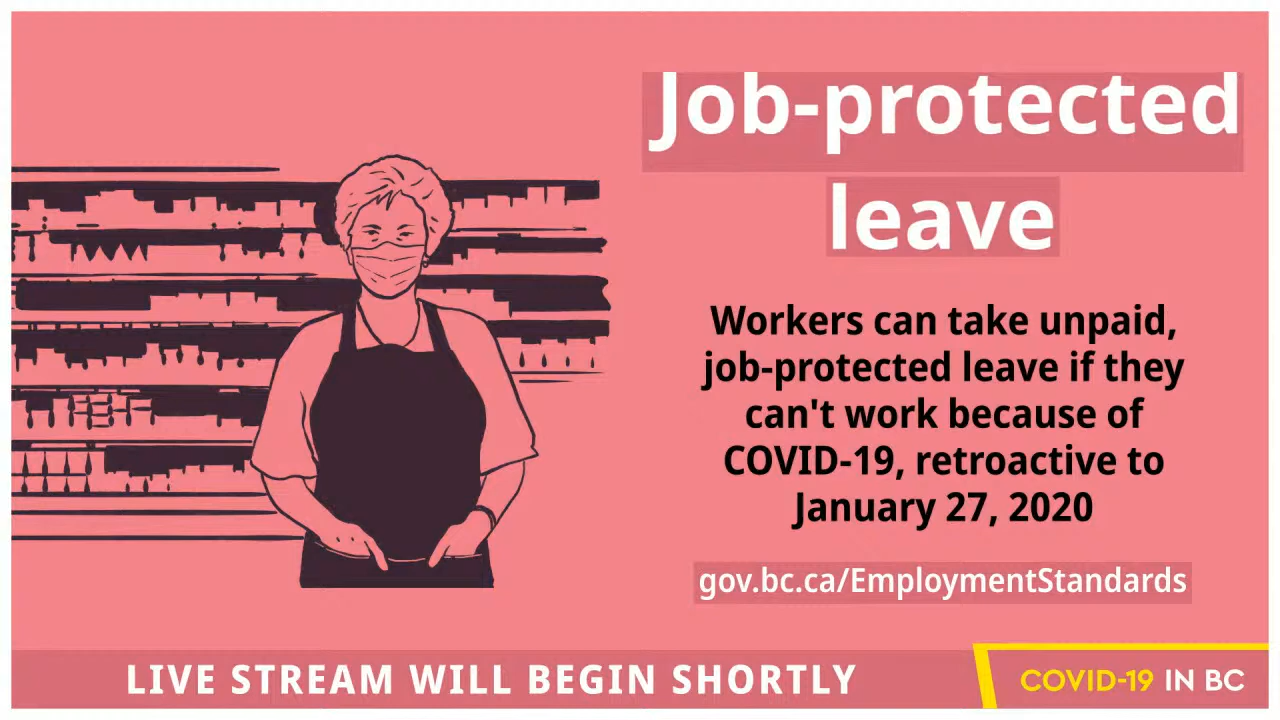 Job-protected
leave
Workers can take unpaid,
job-protected leave if they
can't work because of
COVID-19, retroactive to
January 27, 2020
gov.bc.ca/EmploymentStandards
LIVE STREAM WILL BEGIN SHORTLY
COVID-19 IN BC